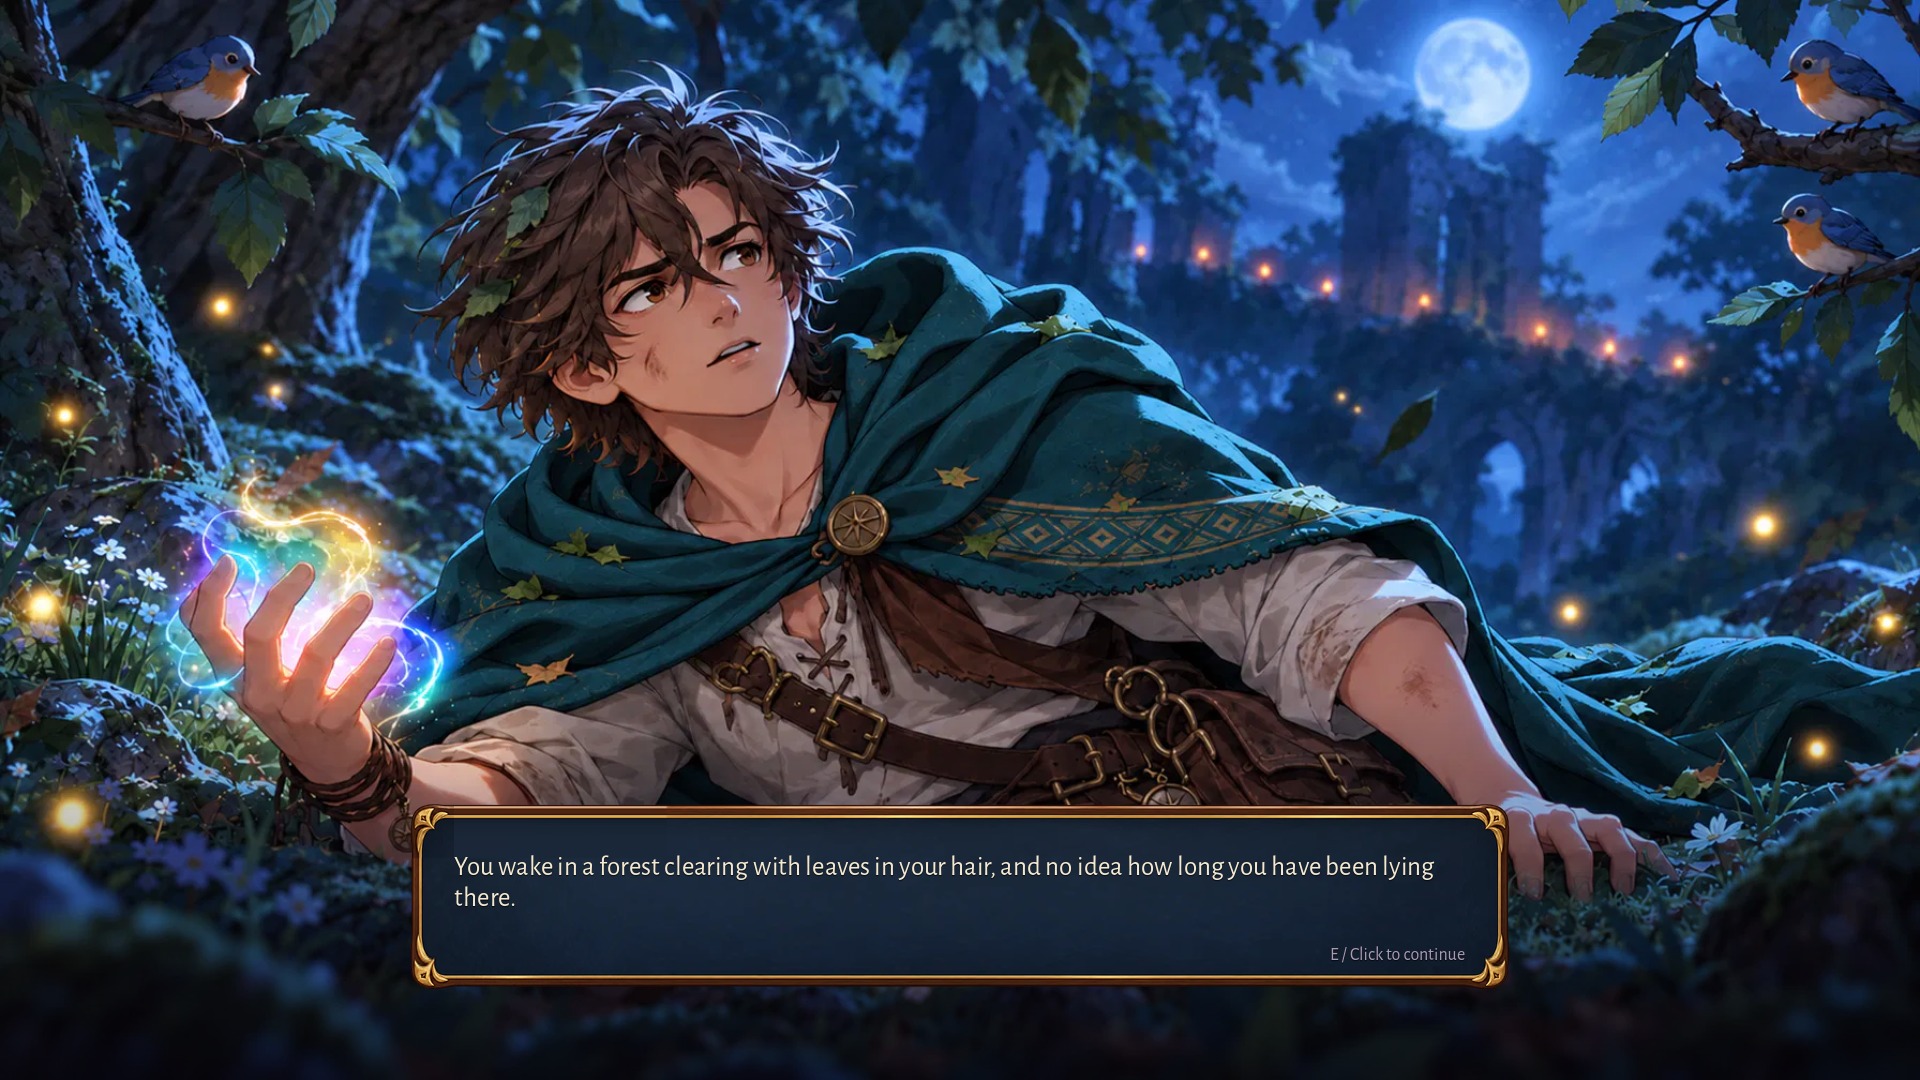 You wake in a forest clearing with leaves in your hair, and no idea how long you have been lying
there.
E / Click to continue